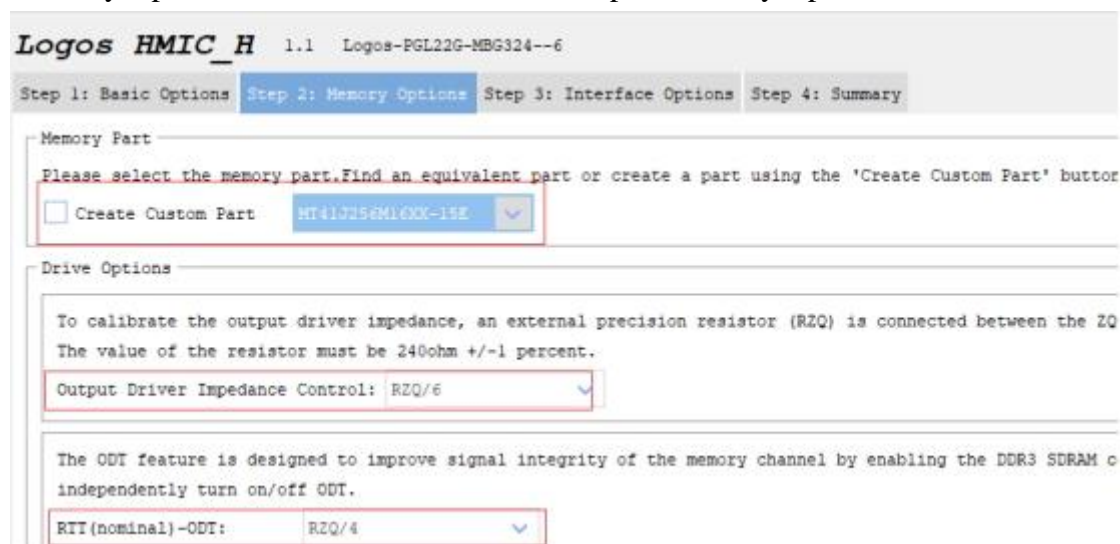 Logos HMIC_H 1.1 Logos-PGL22G-MBG324--6
Step 1: Basic Options Step 2: Memory Options Step 3: Interface Options Step 4: Summary
Memory Part
Please select the memory part.Find an equivalent part or create a part using the 'Create Custom Part' button
Create Custom Part MT41J256M16XX-15E
Drive Options
To calibrate the output driver impedance, an external precision resistor (RZQ) is connected between the ZQ
The value of the resistor must be 240ohm +/-1 percent.
Output Driver Impedance Control: RZQ/6
The ODT feature is designed to improve signal integrity of the memory channel by enabling the DDR3 SDRAM c
independently turn on/off ODT.
RTT(nominal)-ODT: RZQ/4